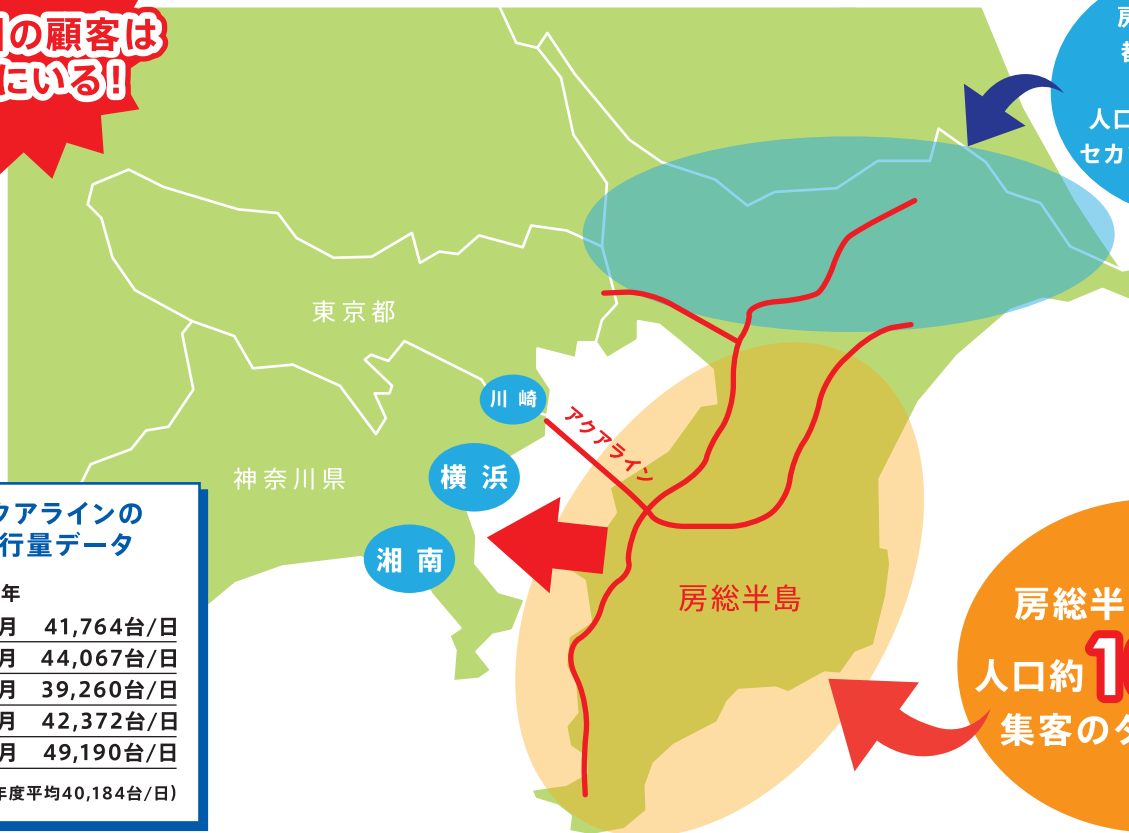 の顧客は
にいる!
人口
セカ
東京都
川崎
アクアライン
神奈川県
横浜
湘南
房総半島
クアラインの
行量データ
年
月 41,764台/日
月 44,067台/日
月 39,260台/日
月 42,372台/日
月 49,190台/日
年度平均40,184台/日)
房総半
人口約1
集客の